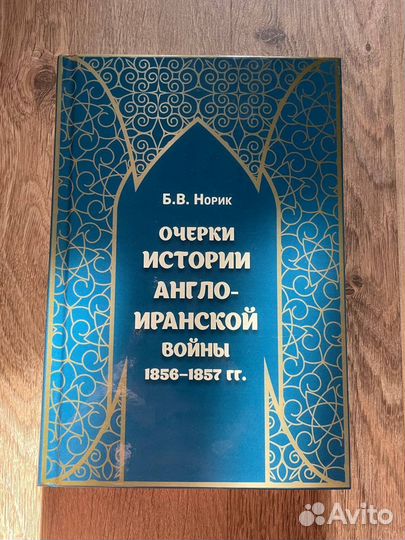 Б.В. Норик
ОЧЕРКИ
ИСТОРИИ
АНГЛО-
ИРАНСКОЙ
ВОЙНЫ
1856–1857 гг.
Avito